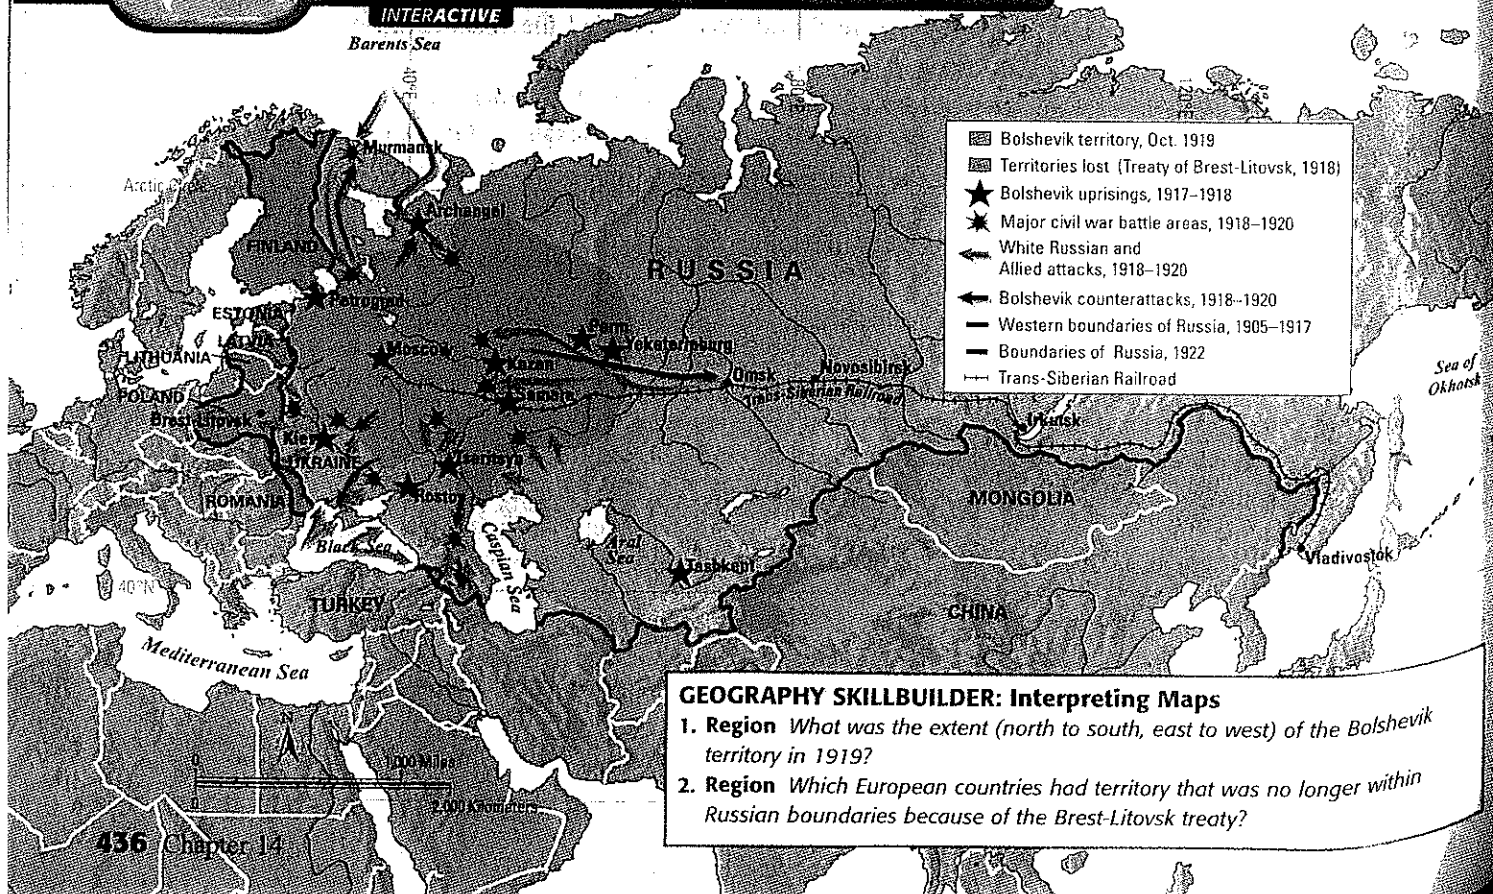 INTERACTIVE
Barents Sea
40°E
80°
120°E
Murmansk
Arctic Circle
Archangel
FINLAND
RUSSIA
Petrograd
ESTONIA
LATVIA
LITHUANIA
Moscow
Perm
Yekaterinburg
Kazan
Samara
Omsk
Novosibirsk
Trans-Siberian Railroad
POLAND
Brest-Litovsk
Kiev
UKRAINE
Tsaritsyn
Irkutsk
Sea of
Okhotsk
ROMANIA
Rostov
MONGOLIA
Black Sea
Caspian Sea
Aral
Sea
Tashkent
Vladivostok
40°N
TURKEY
CHINA
Mediterranean Sea
Bolshevik territory, Oct. 1919
Territories lost (Treaty of Brest-Litovsk, 1918)
Bolshevik uprisings, 1917–1918
Major civil war battle areas, 1918–1920
White Russian and
Allied attacks, 1918–1920
Bolshevik counterattacks, 1918–1920
Western boundaries of Russia, 1905–1917
Boundaries of Russia, 1922
Trans-Siberian Railroad
N
0 1,000 Miles
0 2,000 Kilometers
GEOGRAPHY SKILLBUILDER: Interpreting Maps
1. Region What was the extent (north to south, east to west) of the Bolshevik
territory in 1919?
2. Region Which European countries had territory that was no longer within
Russian boundaries because of the Brest-Litovsk treaty?
436 Chapter 14